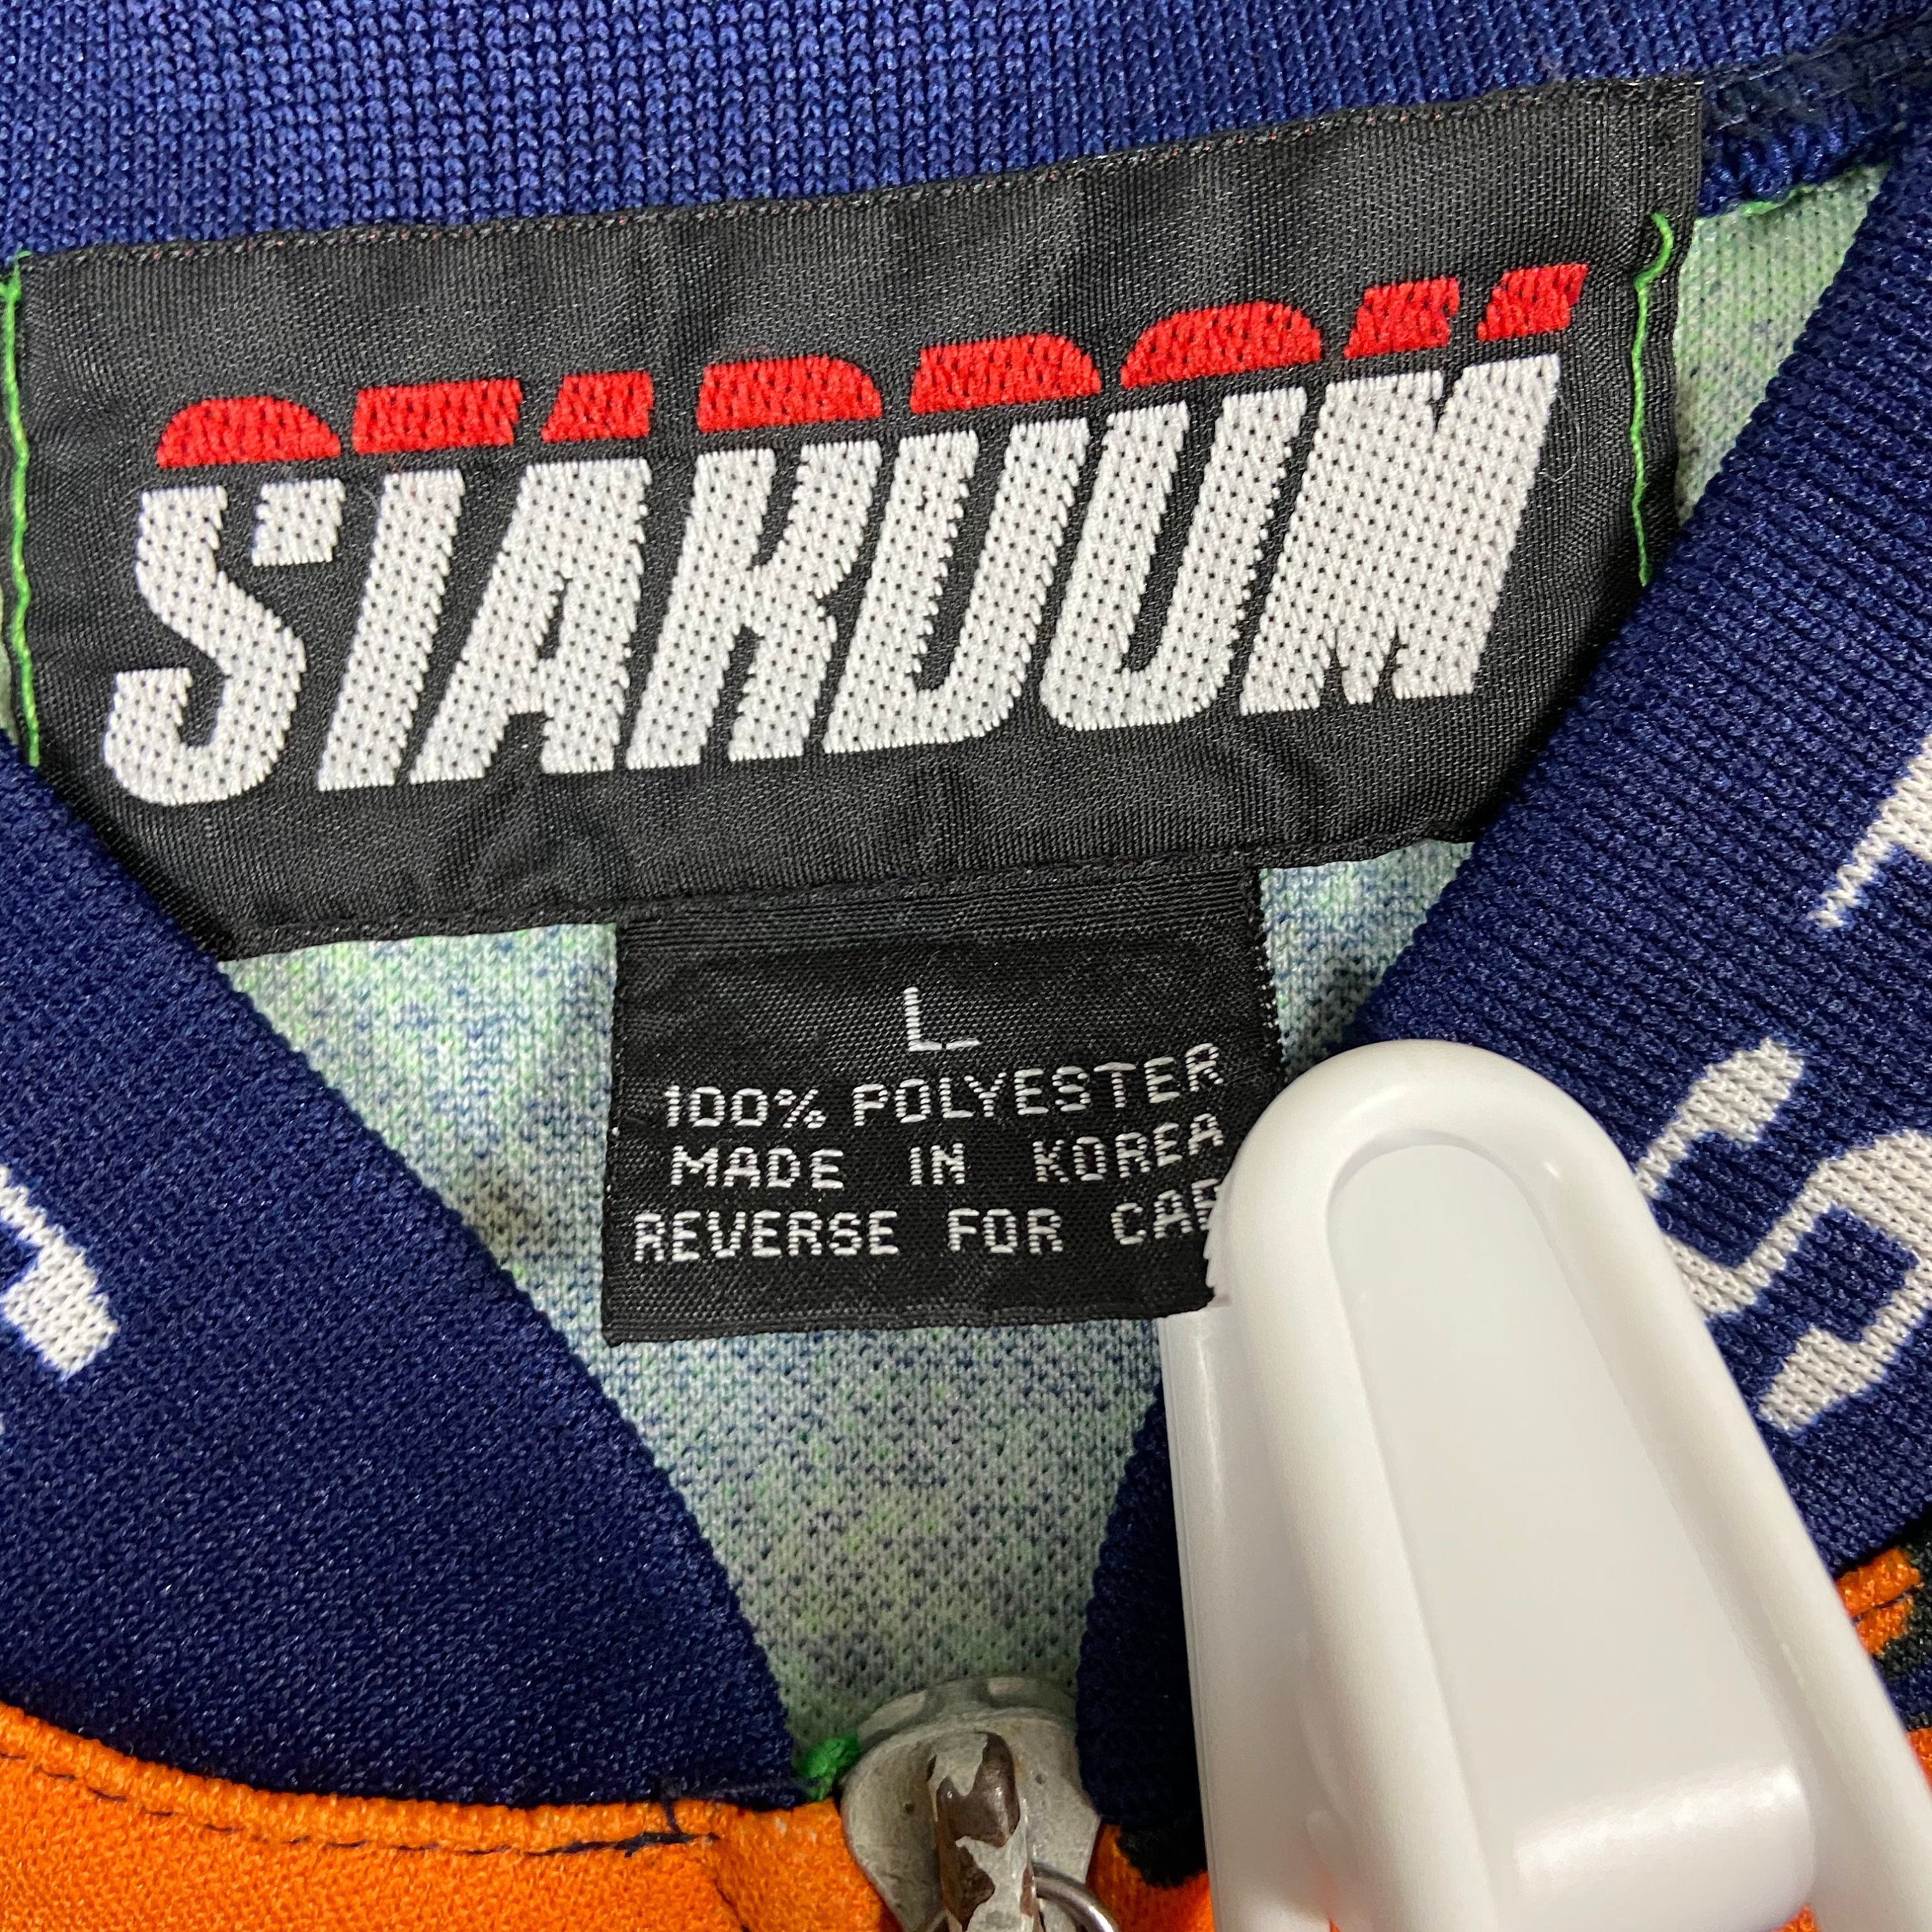 STARDOM
L
100% POLYESTER
MADE IN KOREA
REVERSE FOR